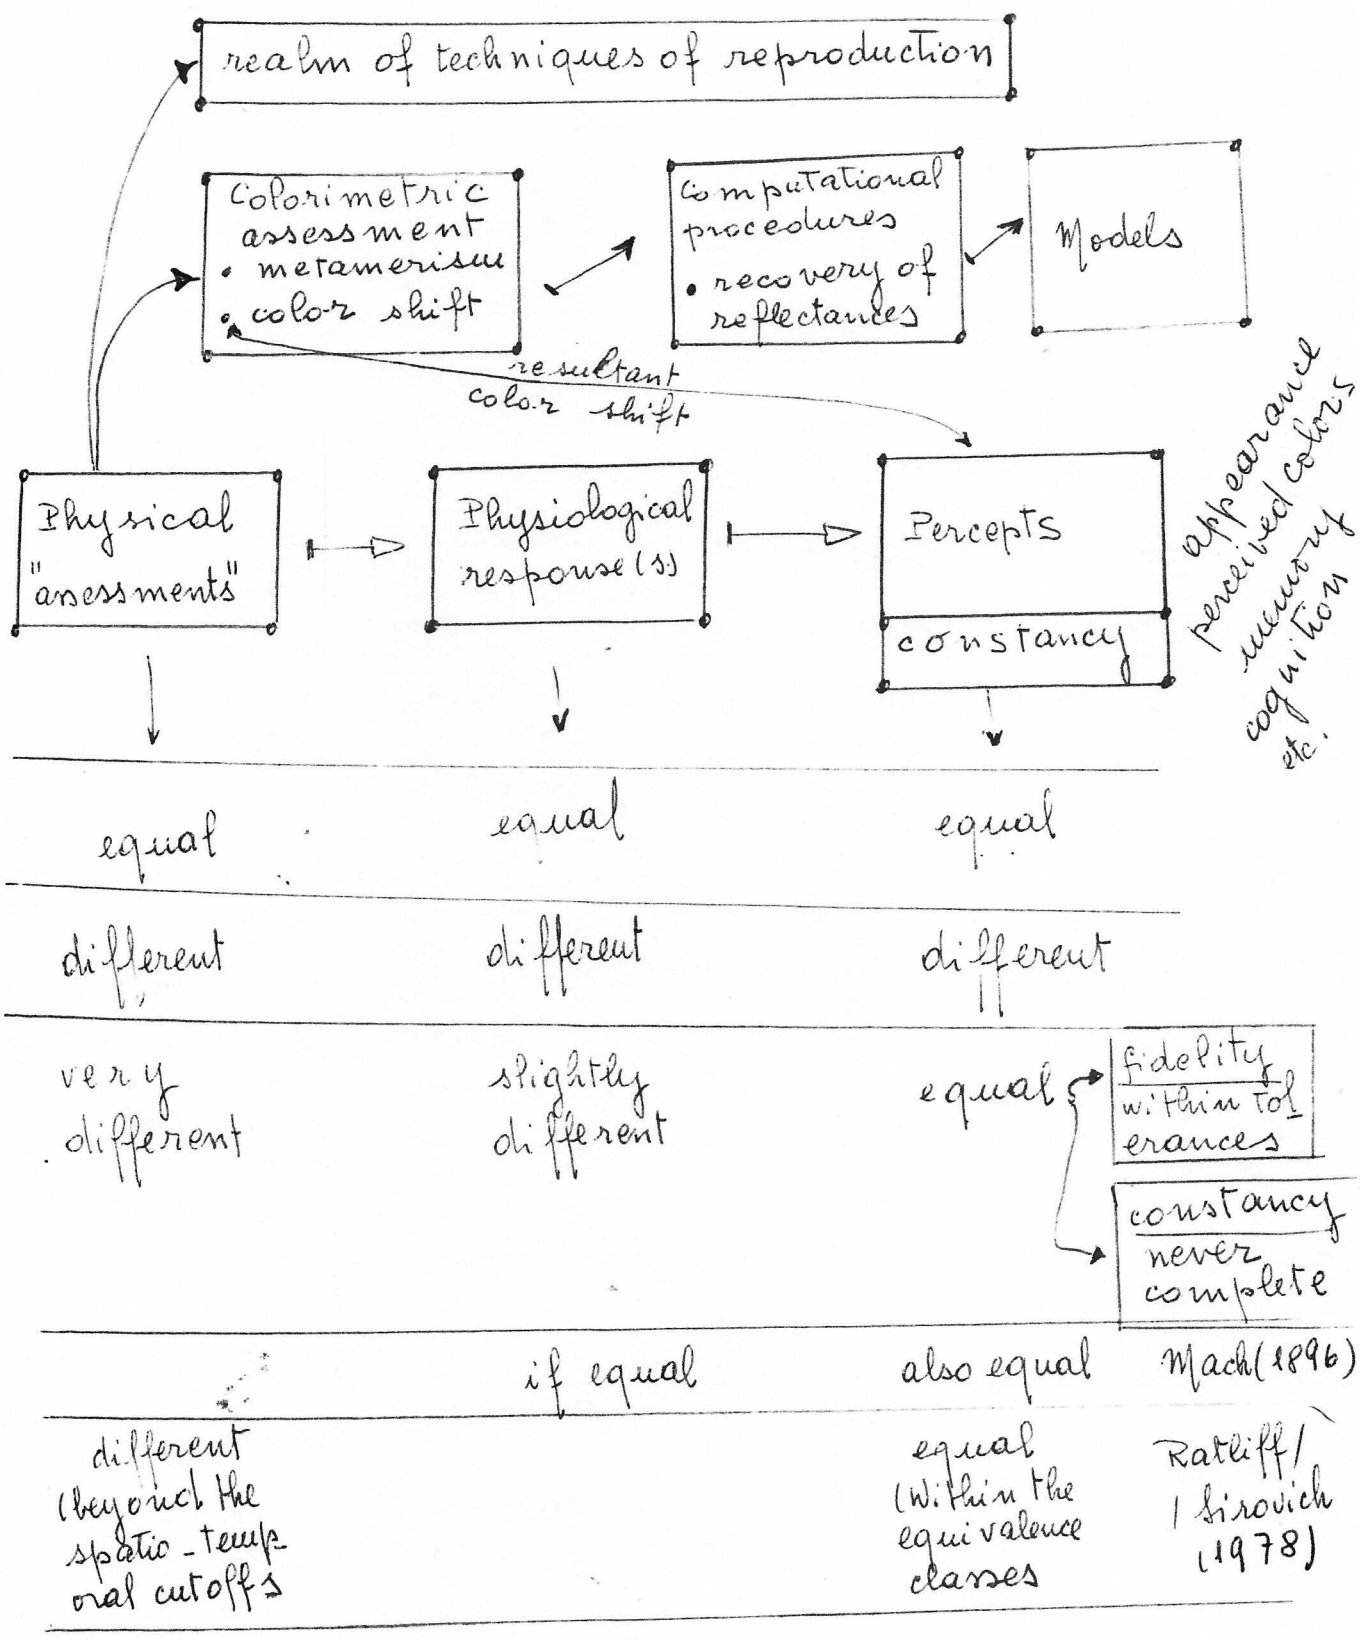 realm of techniques of reproduction
Colorimetric
assessment
• metamerism
• color shift
Computational
procedures
• recovery of
reflectances
Models
resultant
color shift
Physical
"assessments"
Physiological
response(s)
Percepts
constancy
appearance
perceived colors
memory
cognition
etc.
equal
equal
equal
different
different
different
very
different
slightly
different
equal
fidelity
within tol
erances
constancy
never
complete
if equal
also equal
Mach (1896)
different
(beyond the
spatio-temp
oral cutoffs
equal
(within the
equivalence
classes
Ratliff/
/Sirovich
(1978)